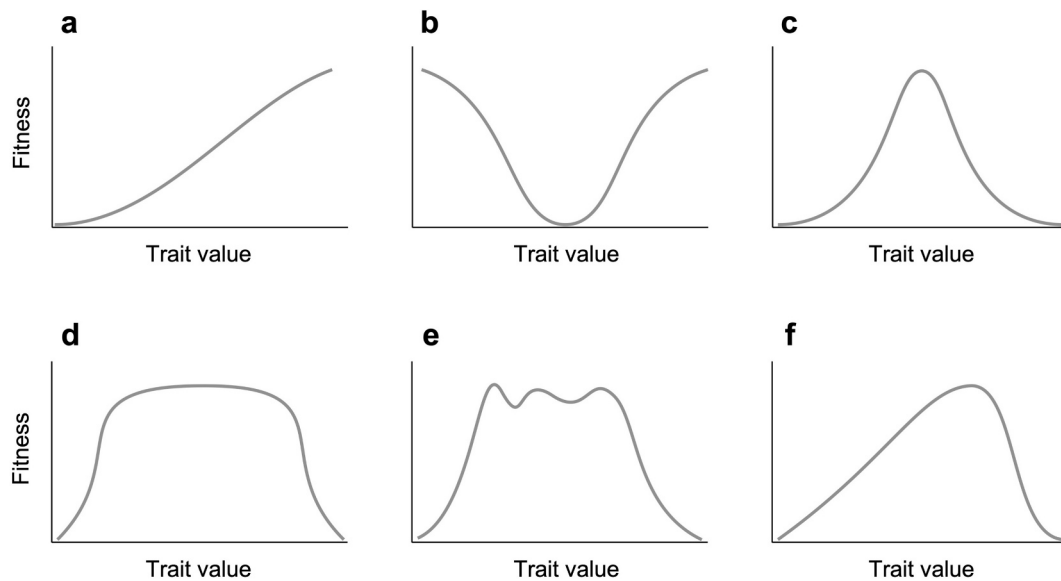 a b c
Fitness
Trait value Trait value Trait value
d e f
Fitness
Trait value Trait value Trait value